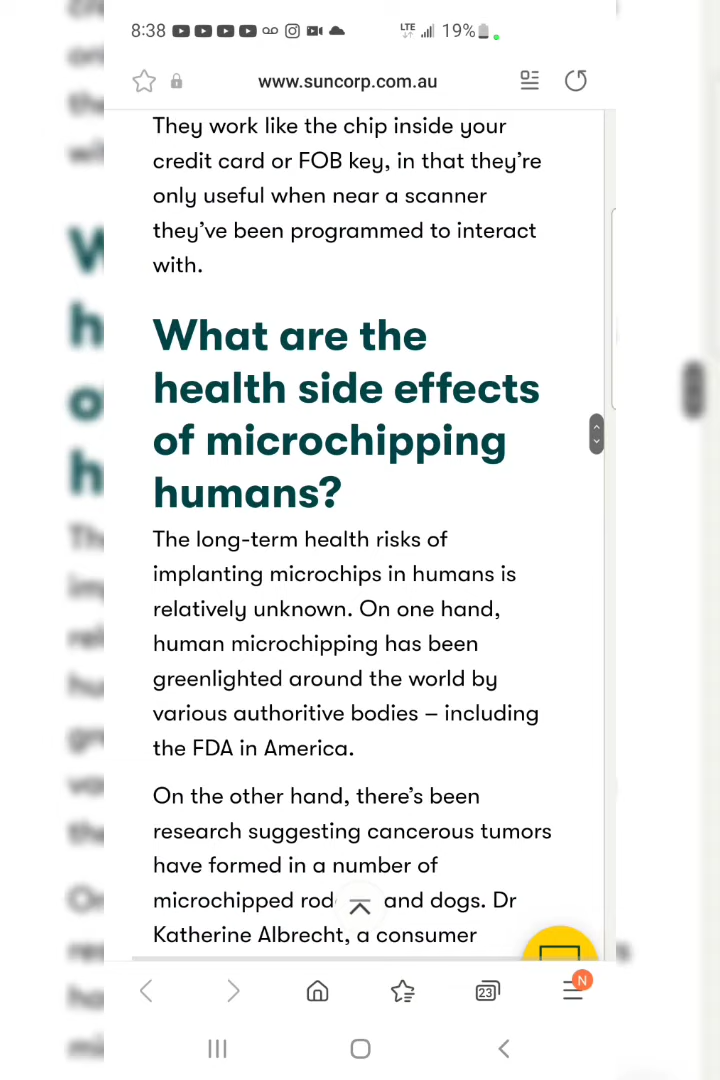 8:38
LTE
19%
www.suncorp.com.au
They work like the chip inside your
credit card or FOB key, in that they're
only useful when near a scanner
they've been programmed to interact
with.
What are the
health side effects
of microchipping
humans?
The long-term health risks of
implanting microchips in humans is
relatively unknown. On one hand,
human microchipping has been
greenlighted around the world by
various authoritive bodies – including
the FDA in America.
On the other hand, there's been
research suggesting cancerous tumors
have formed in a number of
microchipped and dogs. Dr
Katherine Albrecht, a consumer
23
N